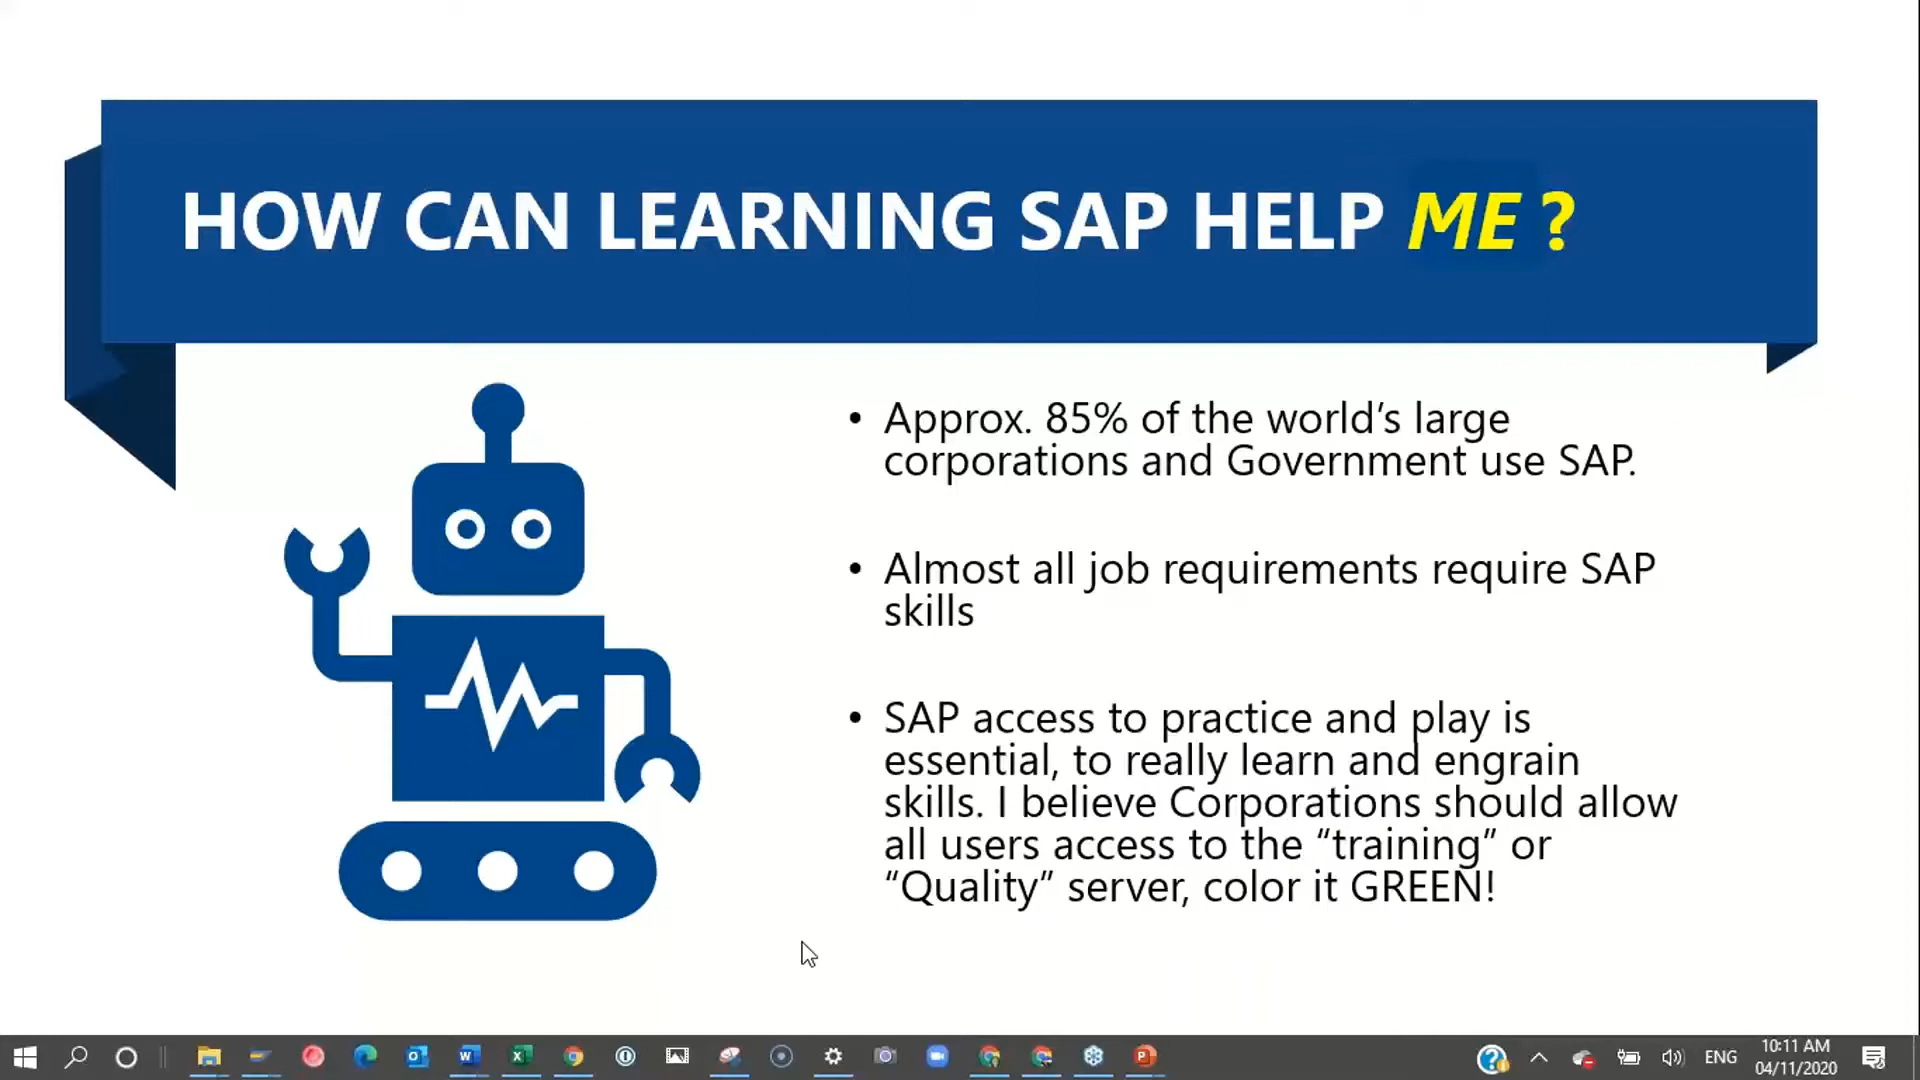 HOW CAN LEARNING SAP HELP ME ?
• Approx. 85% of the world’s large
corporations and Government use SAP.
• Almost all job requirements require SAP
skills
• SAP access to practice and play is
essential, to really learn and engrain
skills. I believe Corporations should allow
all users access to the “training” or
“Quality” server, color it GREEN!
ENG
10:11 AM
04/11/2020